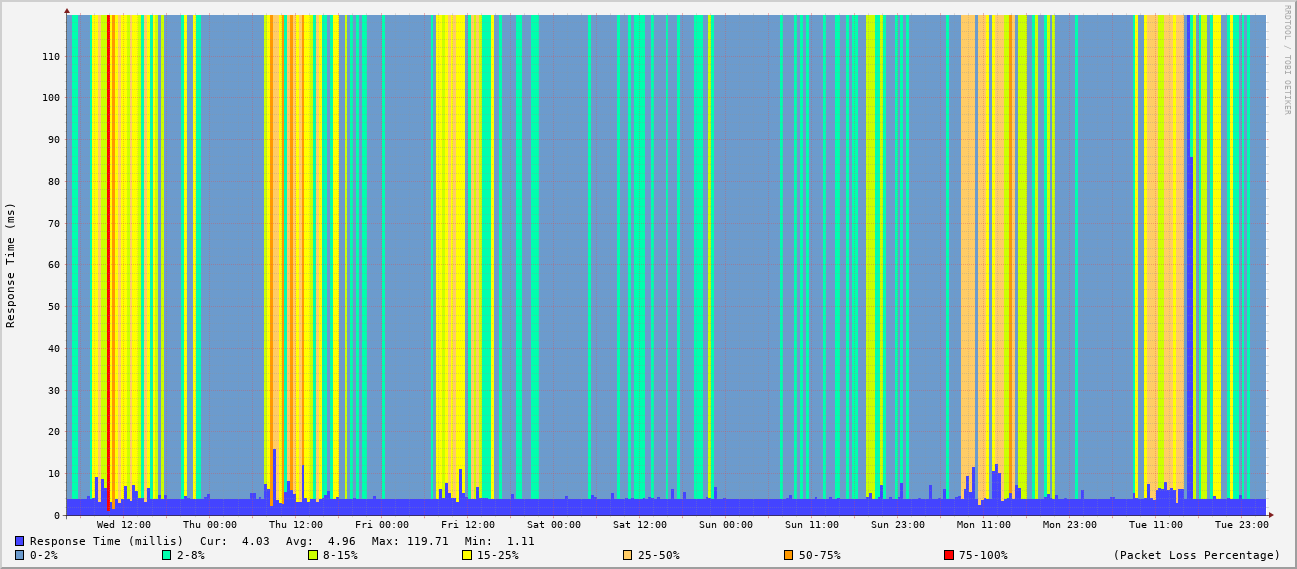 RRDTOOL / TOBI OETIKER
Response Time (ms)
110
100
90
80
70
60
50
40
30
20
10
0
Wed 12:00 Thu 00:00 Thu 12:00 Fri 00:00 Fri 12:00 Sat 00:00 Sat 12:00 Sun 00:00 Sun 11:00 Sun 23:00 Mon 11:00 Mon 23:00 Tue 11:00 Tue 23:00
Response Time (millis) Cur: 4.03 Avg: 4.96 Max: 119.71 Min: 1.11
0-2% 2-8% 8-15% 15-25% 25-50% 50-75% 75-100% (Packet Loss Percentage)